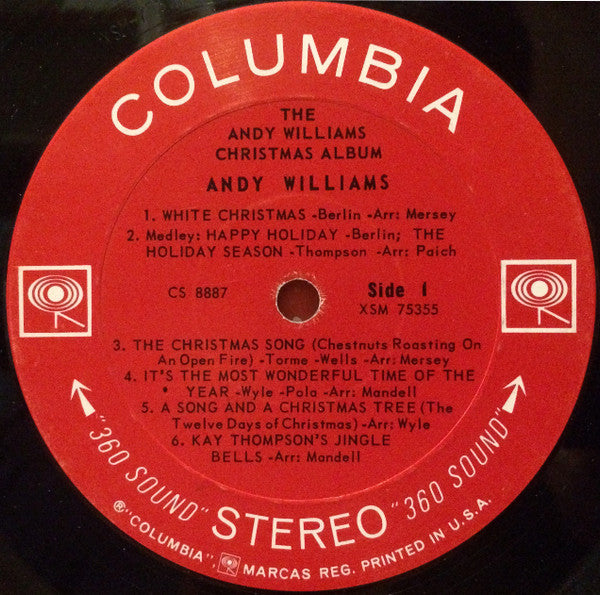 COLUMBIA
THE
ANDY WILLIAMS
CHRISTMAS ALBUM
ANDY WILLIAMS
1. WHITE CHRISTMAS -Berlin -Arr: Mersey
2. Medley: HAPPY HOLIDAY -Berlin; THE
HOLIDAY SEASON -Thompson -Arr: Paich
CS 8887
Side 1
XSM 75355
3. THE CHRISTMAS SONG (Chestnuts Roasting On
An Open Fire) -Torme -Wells -Arr: Mersey
4. IT'S THE MOST WONDERFUL TIME OF THE
* YEAR -Wyle -Pola -Arr: Mandell
5. A SONG AND A CHRISTMAS TREE (The
Twelve Days of Christmas) -Arr: Wyle
6. KAY THOMPSON'S JINGLE
BELLS -Arr: Mandell
"360 SOUND" STEREO "360 SOUND"
®"COLUMBIA", MARCAS REG. PRINTED IN U.S.A.